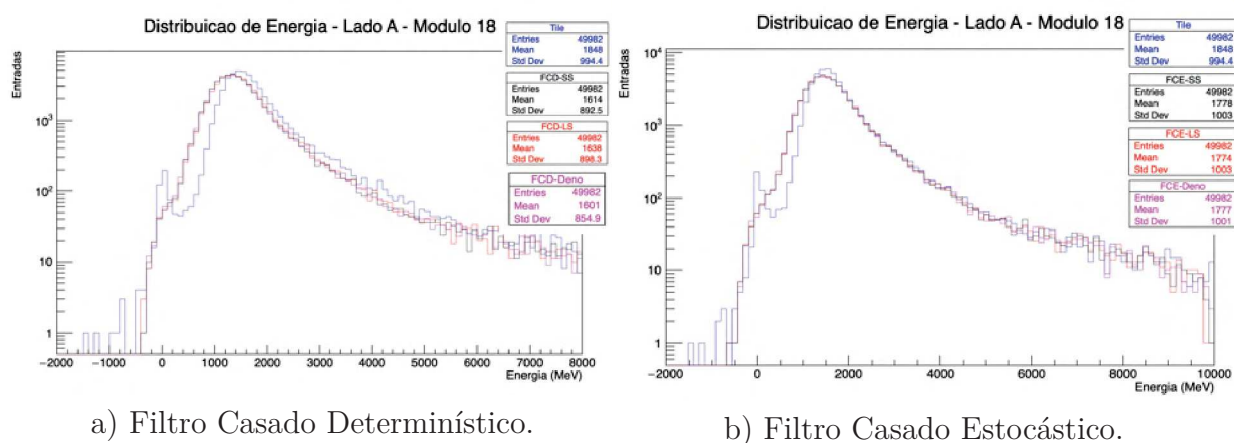 Distribuicao de Energia - Lado A - Modulo 18
Entradas
Tile
Entries 49982
Mean 1848
Std Dev 994.4
FCD-SS
Entries 49982
Mean 1614
Std Dev 892.5
FCD-LS
Entries 49982
Mean 1638
Std Dev 898.3
FCD-Deno
Entries 49982
Mean 1601
Std Dev 854.9
10³
10²
10
1
−2000 −1000 0 1000 2000 3000 4000 5000 6000 7000 8000
Energia (MeV)
a) Filtro Casado Determinístico.
Distribuicao de Energia - Lado A - Modulo 18
Entradas
Tile
Entries 49982
Mean 1848
Std Dev 994.4
FCE-SS
Entries 49982
Mean 1778
Std Dev 1003
FCE-LS
Entries 49982
Mean 1774
Std Dev 1003
FCE-Deno
Entries 49982
Mean 1777
Std Dev 1001
10⁴
10³
10²
10
1
−2000 0 2000 4000 6000 8000 10000
Energia (MeV)
b) Filtro Casado Estocástico.